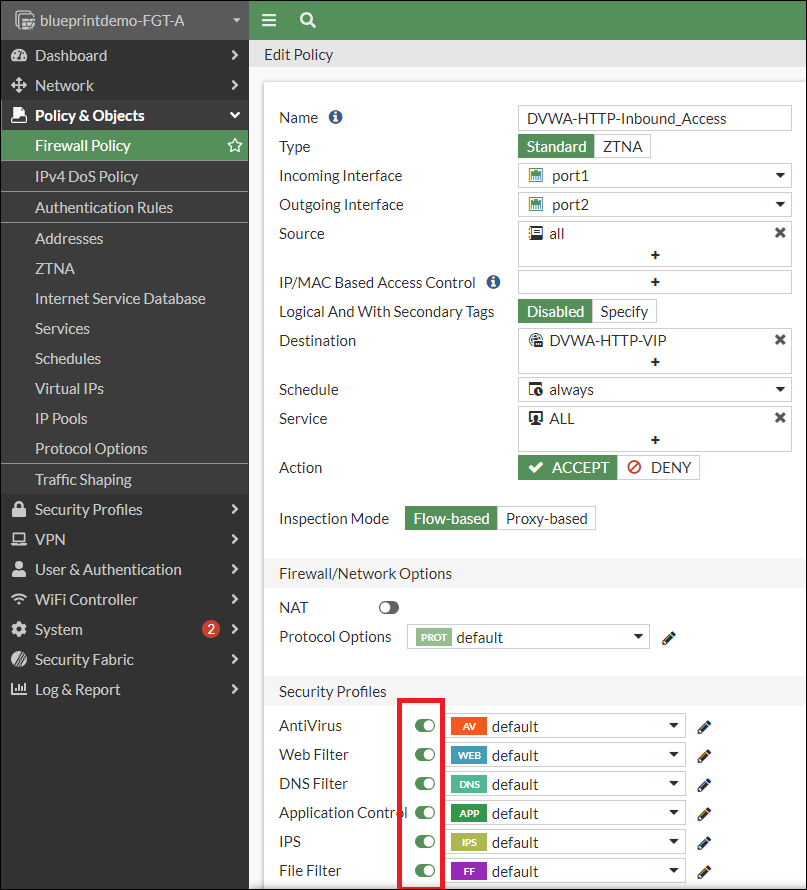 blueprintdemo-FGT-A
Dashboard
Network
Policy & Objects
Firewall Policy
IPv4 DoS Policy
Authentication Rules
Addresses
ZTNA
Internet Service Database
Services
Schedules
Virtual IPs
IP Pools
Protocol Options
Traffic Shaping
Security Profiles
VPN
User & Authentication
WiFi Controller
System 2
Security Fabric
Log & Report
Edit Policy
Name DVWA-HTTP-Inbound_Access
Type Standard ZTNA
Incoming Interface port1
Outgoing Interface port2
Source all
+
IP/MAC Based Access Control +
Logical And With Secondary Tags Disabled Specify
Destination DVWA-HTTP-VIP
+
Schedule always
Service ALL
+
Action ACCEPT DENY
Inspection Mode Flow-based Proxy-based
Firewall/Network Options
NAT
Protocol Options PROT default
Security Profiles
AntiVirus AV default
Web Filter WEB default
DNS Filter DNS default
Application Control APP default
IPS IPS default
File Filter FF default